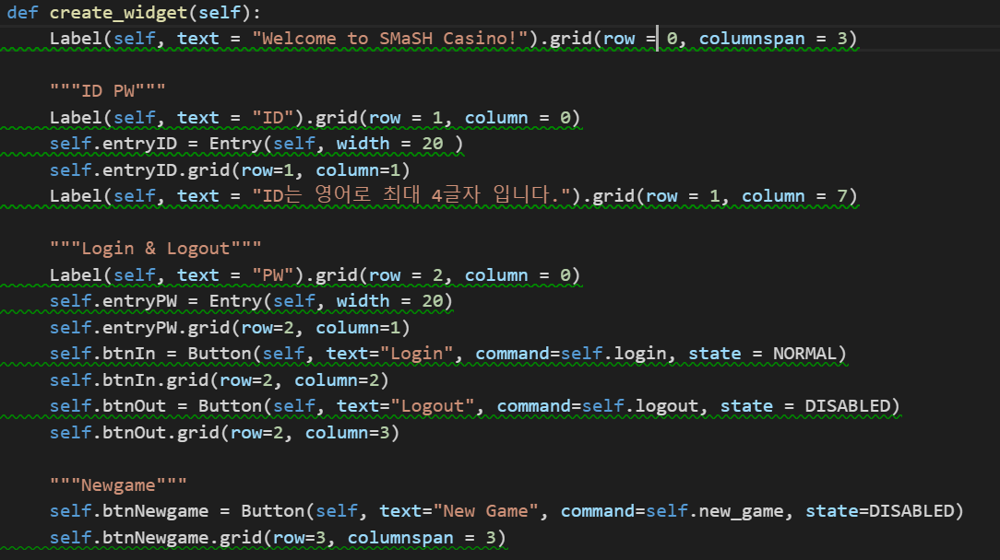 def create_widget(self):
    Label(self, text = "Welcome to SMaSH Casino!").grid(row = 0, columnspan = 3)
    """ID PW"""
    Label(self, text = "ID").grid(row = 1, column = 0)
    self.entryID = Entry(self, width = 20 )
    self.entryID.grid(row=1, column=1)
    Label(self, text = "ID는 영어로 최대 4글자 입니다.").grid(row = 1, column = 7)
    """Login & Logout"""
    Label(self, text = "PW").grid(row = 2, column = 0)
    self.entryPW = Entry(self, width = 20)
    self.entryPW.grid(row=2, column=1)
    self.btnIn = Button(self, text="Login", command=self.login, state = NORMAL)
    self.btnIn.grid(row=2, column=2)
    self.btnOut = Button(self, text="Logout", command=self.logout, state = DISABLED)
    self.btnOut.grid(row=2, column=3)
    """Newgame"""
    self.btnNewgame = Button(self, text="New Game", command=self.new_game, state=DISABLED)
    self.btnNewgame.grid(row=3, columnspan = 3)